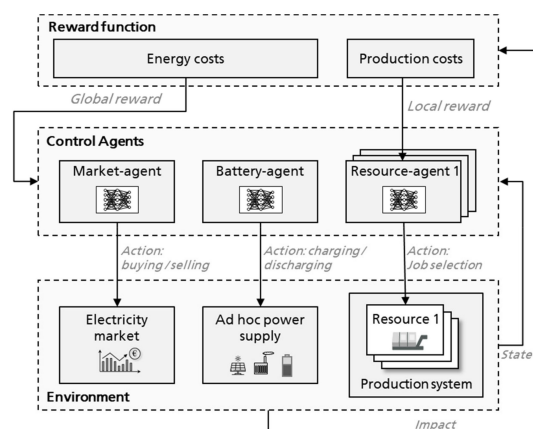 Reward function
Energy costs
Production costs
Global reward
Local reward
Control Agents
Market-agent
Battery-agent
Resource-agent 1
Action:
buying / selling
Action: charging /
discharging
Action:
Job selection
Electricity
market
€
Ad hoc power
supply
Resource 1
Production system
State
Environment
Impact